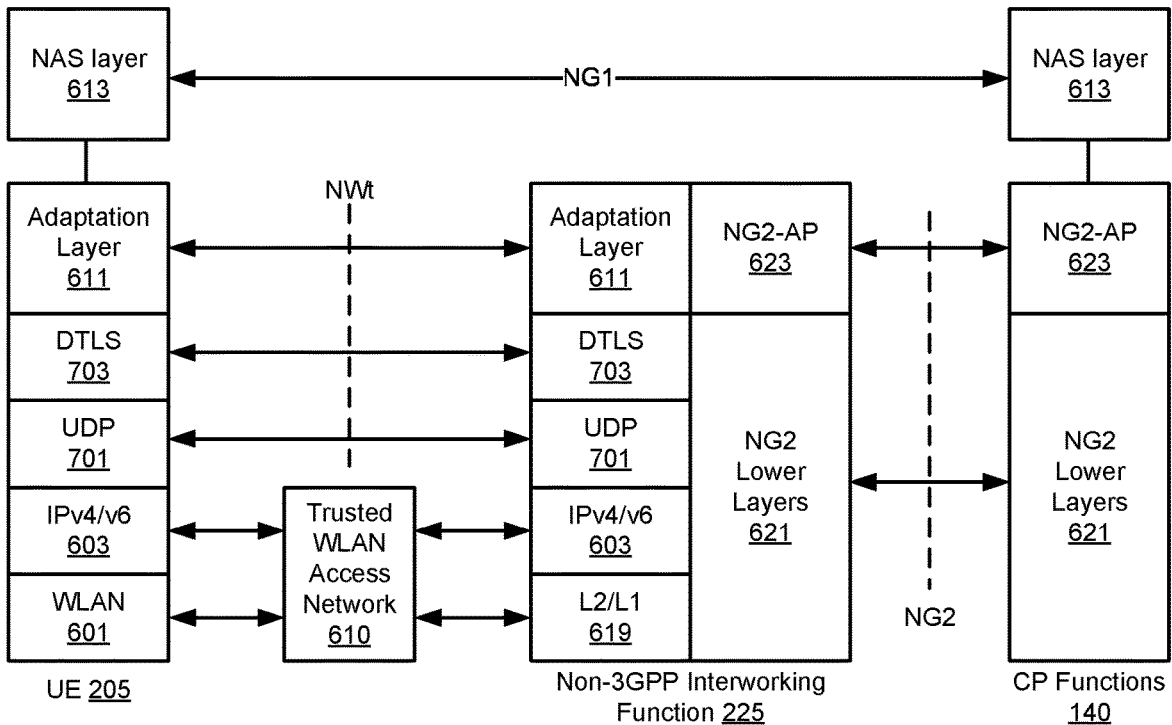 NAS layer
613
NG1
NAS layer
613
NWt
Adaptation
Layer
611
DTLS
703
UDP
701
IPv4/v6
603
WLAN
601
UE 205
Trusted
WLAN
Access
Network
610
Adaptation
Layer
611
DTLS
703
UDP
701
IPv4/v6
603
L2/L1
619
NG2-AP
623
NG2
Lower
Layers
621
Non-3GPP Interworking
Function 225
NG2
NG2-AP
623
NG2
Lower
Layers
621
CP Functions
140